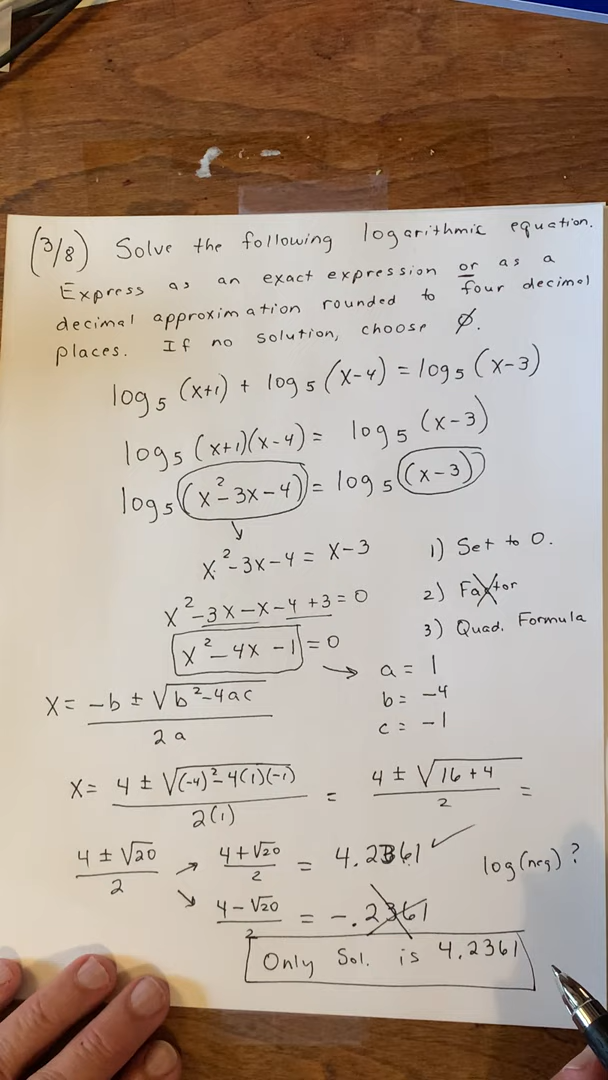 (3/8) Solve the following logarithmic equation.
Express as an exact expression or as a
decimal approximation rounded to four decimal
places. If no solution, choose ∅.
log₅ (x+1) + log₅ (x-4) = log₅ (x-3)
log₅ (x+1)(x-4) = log₅ (x-3)
log₅ (x²-3x-4) = log₅ (x-3)
x²-3x-4 = x-3
1) Set to 0.
x²-3x-x-4+3=0
2) Factor
x²-4x-1=0
3) Quad. Formula
a = 1
b = -4
c = -1
x = (-b ± √(b²-4ac))/(2a)
x = (4 ± √((-4)²-4(1)(-1)))/(2(1)) = (4 ± √(16+4))/2 =
(4 ± √20)/2 → (4+√20)/2 = 4.2361 ✓ log(neg)?
↘ (4-√20)/2 = -.2361
Only Sol. is 4.2361